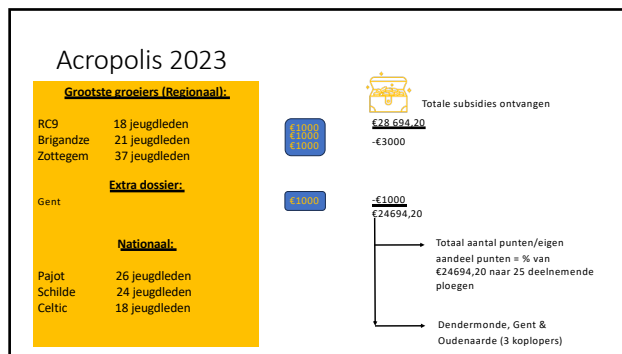 Acropolis 2023
Grootste groeiers (Regionaal):
RC9 18 jeugdleden
Brigandze 21 jeugdleden
Zottegem 37 jeugdleden
Extra dossier:
Gent
Nationaal:
Pajot 26 jeugdleden
Schilde 24 jeugdleden
Celtic 18 jeugdleden
€1000
€1000
€1000
€1000
Totale subsidies ontvangen
€28 694,20
-€3000
-€1000
€24694,20
Totaal aantal punten/eigen
aandeel punten = % van
€24694,20 naar 25 deelnemende
ploegen
Dendermonde, Gent &
Oudenaarde (3 koplopers)